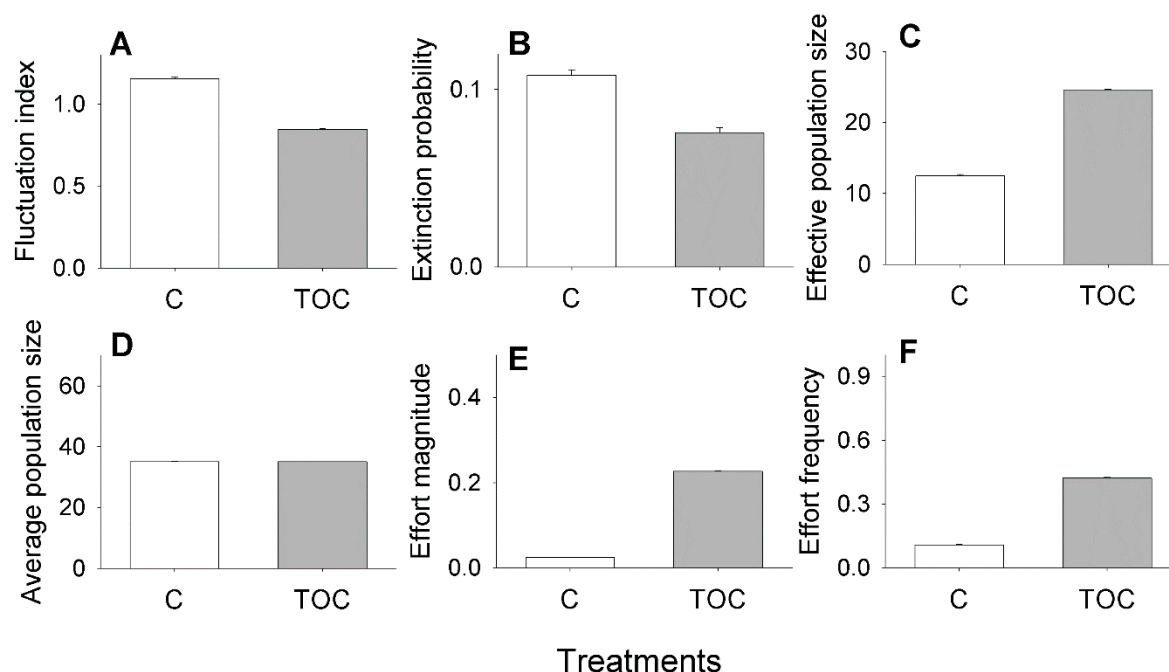 A
Fluctuation index
1.0
0.5
0.0
C
TOC
B
Extinction probability
0.1
0.0
C
TOC
C
Effective population size
30
20
10
0
C
TOC
D
Average population size
60
40
20
0
C
TOC
E
Effort magnitude
0.4
0.2
0.0
C
TOC
F
Effort frequency
0.9
0.6
0.3
0.0
C
TOC
Treatments